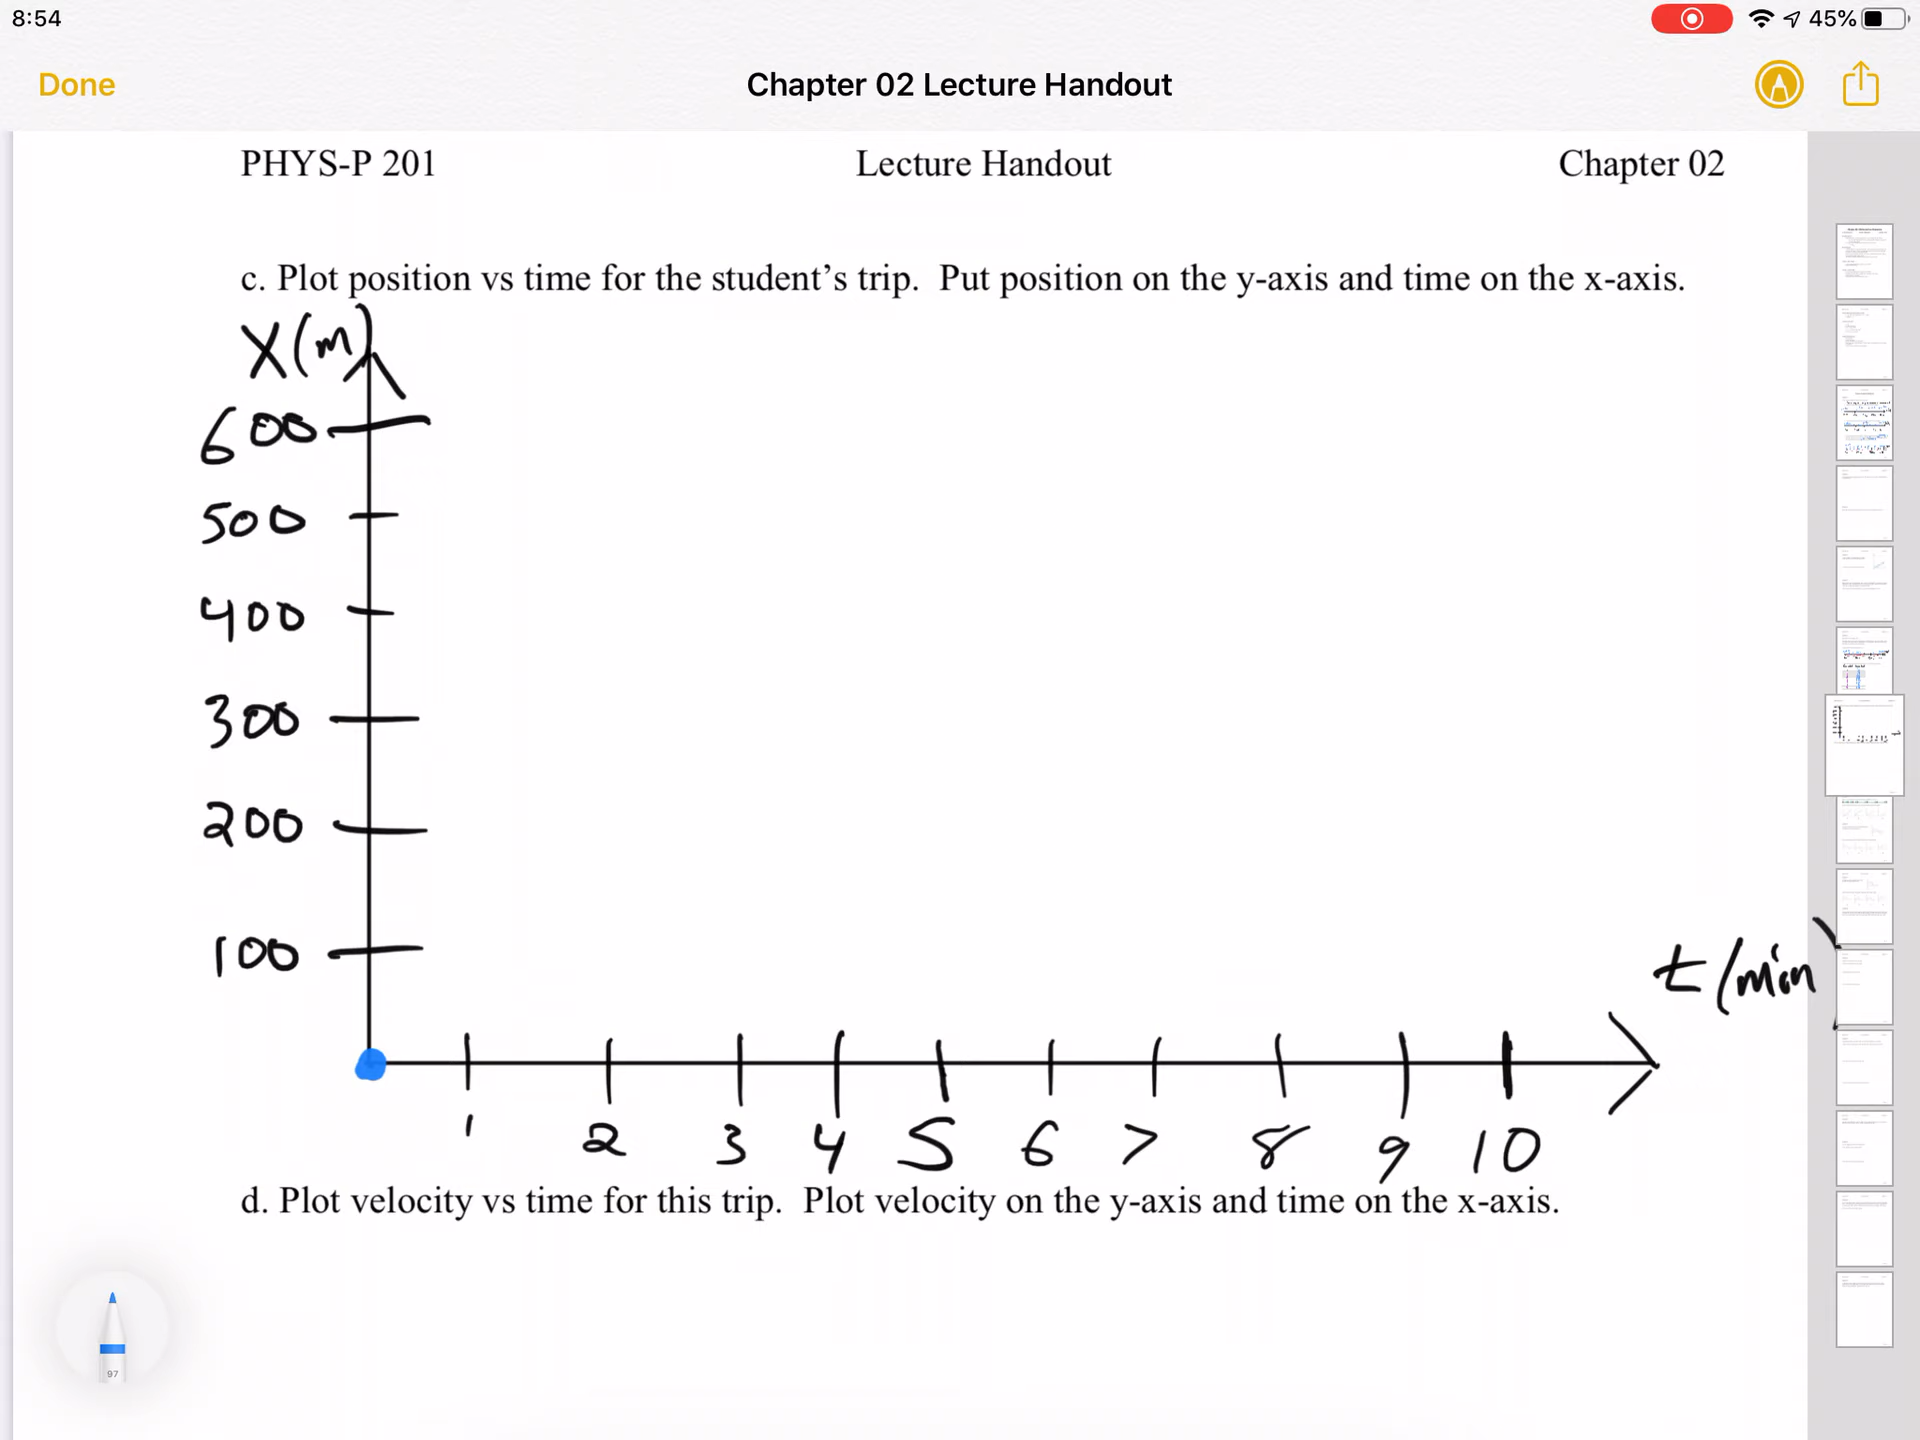 8:54 45%
Done Chapter 02 Lecture Handout
PHYS-P 201 Lecture Handout Chapter 02
c. Plot position vs time for the student’s trip. Put position on the y-axis and time on the x-axis.
X(m)
600
500
400
300
200
100
t(min)
1 2 3 4 5 6 7 8 9 10
d. Plot velocity vs time for this trip. Plot velocity on the y-axis and time on the x-axis.
97